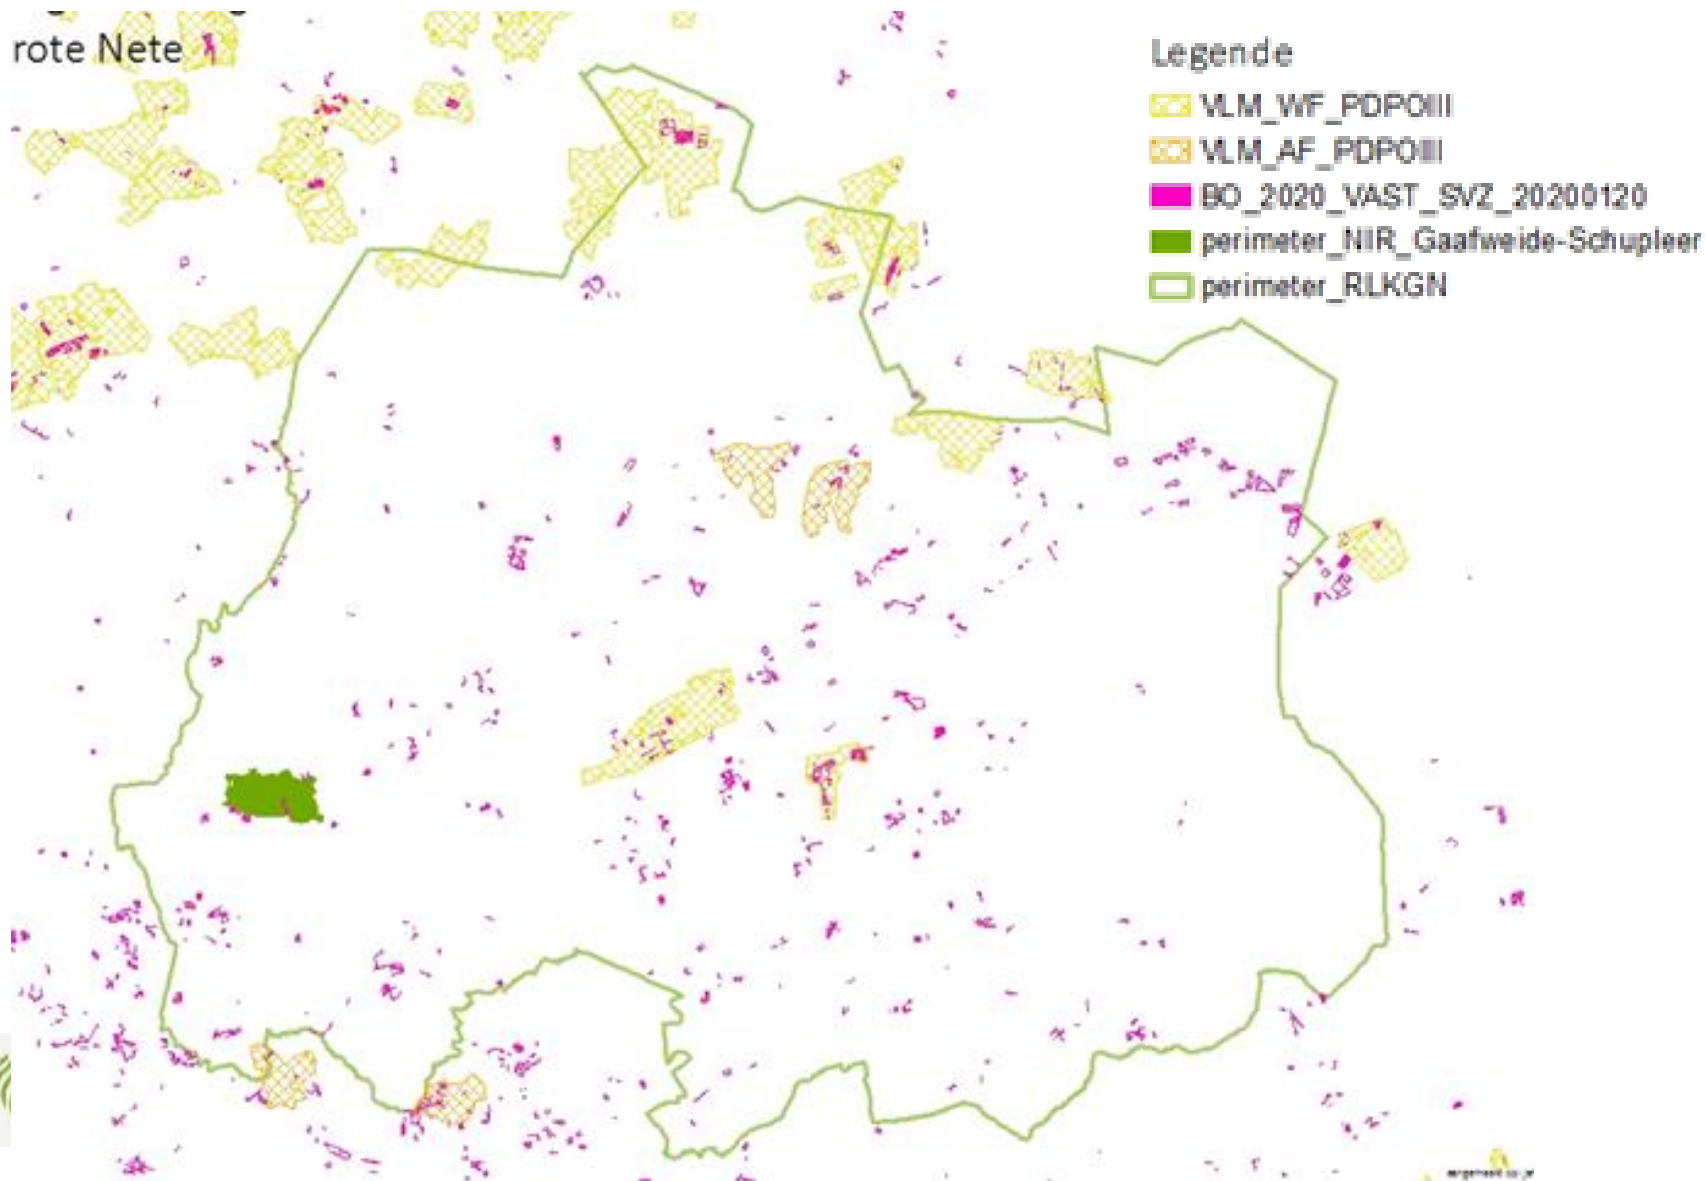 rote Nete
Legende
VLM_WF_PDPOIII
VLM_AF_PDPOIII
BO_2020_VAST_SVZ_20200120
perimeter_NIR_Gaafweide-Schupleer
perimeter_RLKGN